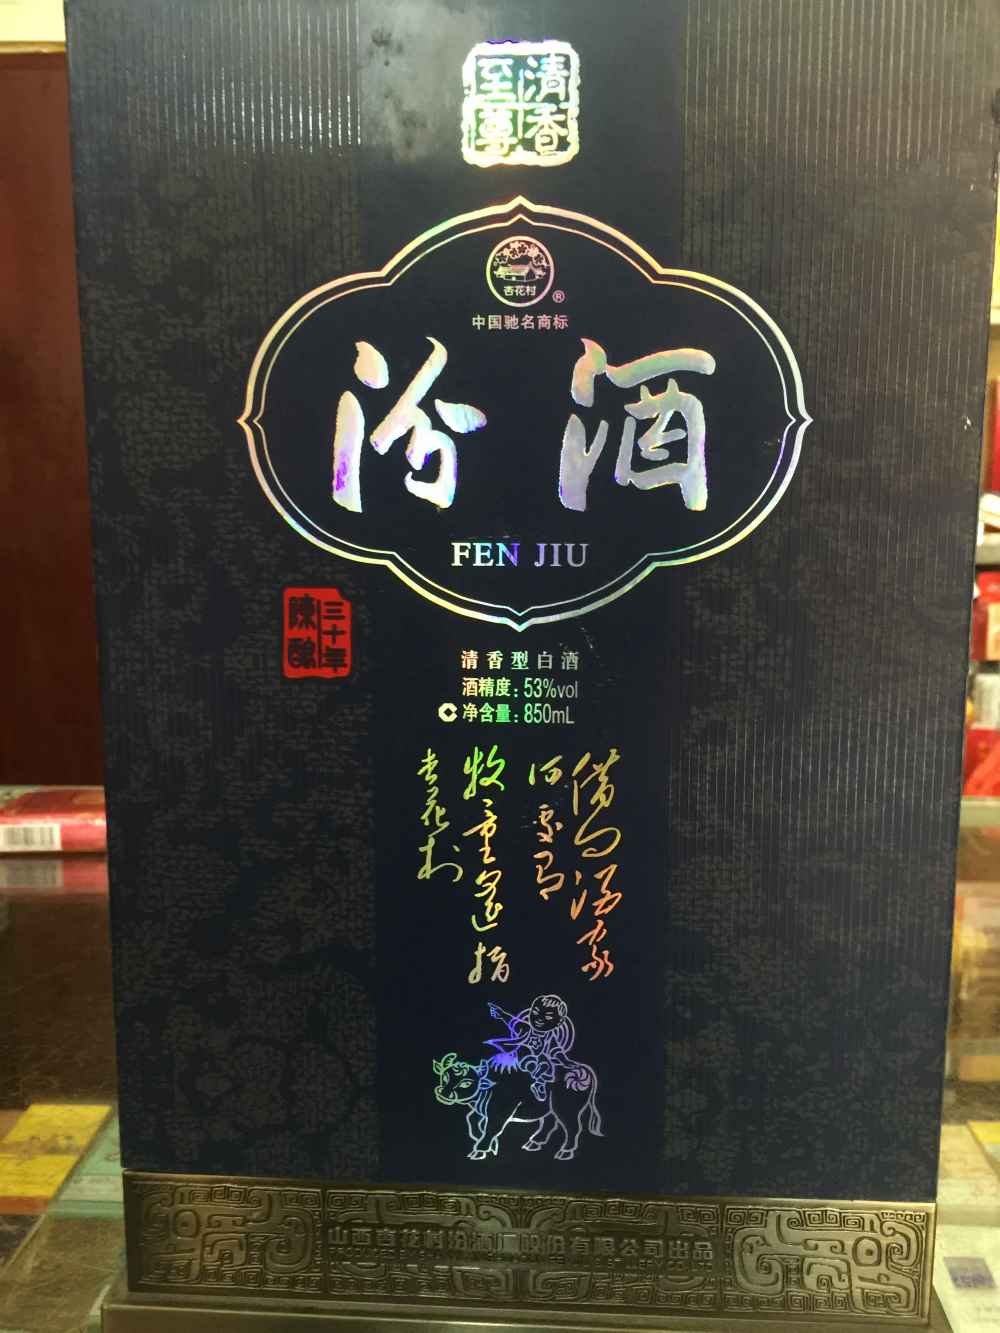 清香
至尊
杏花村
®
中国驰名商标
汾酒
FEN JIU
三十年
陳釀
清香型白酒
酒精度：53%vol
净含量：850mL
借问酒家
何处有
牧童遥指
杏花村
山西杏花村汾酒厂股份有限公司出品